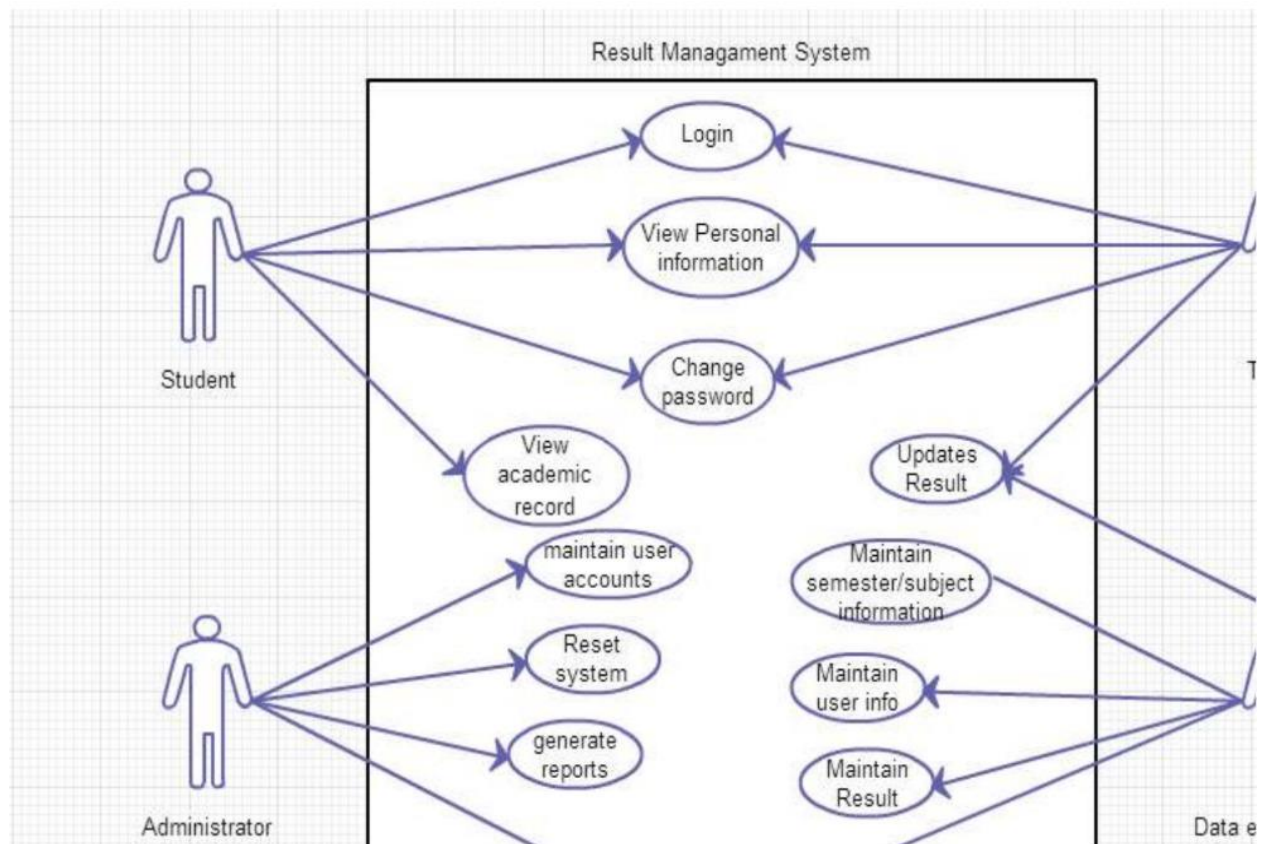 Result Managament System
Login
View Personal
information
Student
Change
password
T
View
academic
record
Updates
Result
maintain user
accounts
Maintain
semester/subject
information
Reset
system
Maintain
user info
generate
reports
Maintain
Result
Administrator
Data e